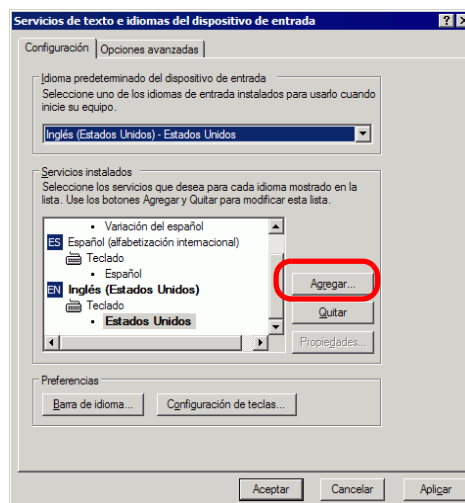 Servicios de texto e idiomas del dispositivo de entrada
Configuración
Opciones avanzadas
Idioma predeterminado del dispositivo de entrada
Seleccione uno de los idiomas de entrada instalados para usarlo cuando
inicie su equipo.
Inglés (Estados Unidos) - Estados Unidos
Servicios instalados
Seleccione los servicios que desea para cada idioma mostrado en la
lista. Use los botones Agregar y Quitar para modificar esta lista.
• Variación del español
ES Español (alfabetización internacional)
Teclado
• Español
EN Inglés (Estados Unidos)
Teclado
• Estados Unidos
Agregar...
Quitar
Propiedades...
Preferencias
Barra de idioma...
Configuración de teclas...
Aceptar
Cancelar
Aplicar